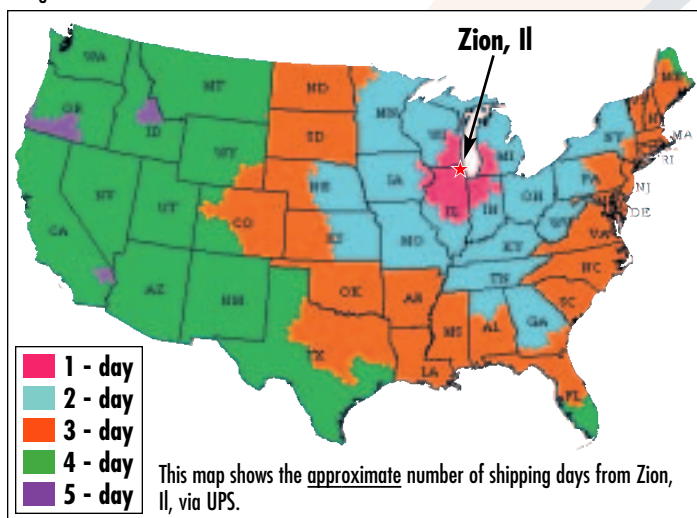 Zion, Il
WA
MT
ND
MN
WI
MI
NY
ME
MA
RI
OR
ID
WY
SD
IA
NE
PA
NJ
DE
NV
UT
CO
KS
MO
IL
IN
OH
WV
VA
KY
CA
AZ
NM
OK
AR
TN
NC
SC
TX
LA
MS
AL
GA
FL
1 - day
2 - day
3 - day
4 - day
5 - day
This map shows the approximate number of shipping days from Zion,
Il, via UPS.